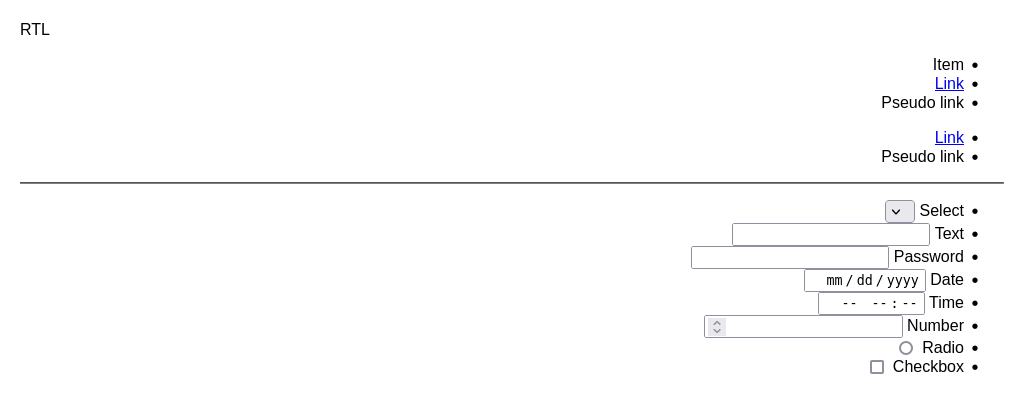 RTL
• Item
• Link
• Pseudo link
• Link
• Pseudo link
• Select
• Text
• Password
• Date mm/dd/yyyy
• Time -- --:--
• Number
• Radio
• Checkbox